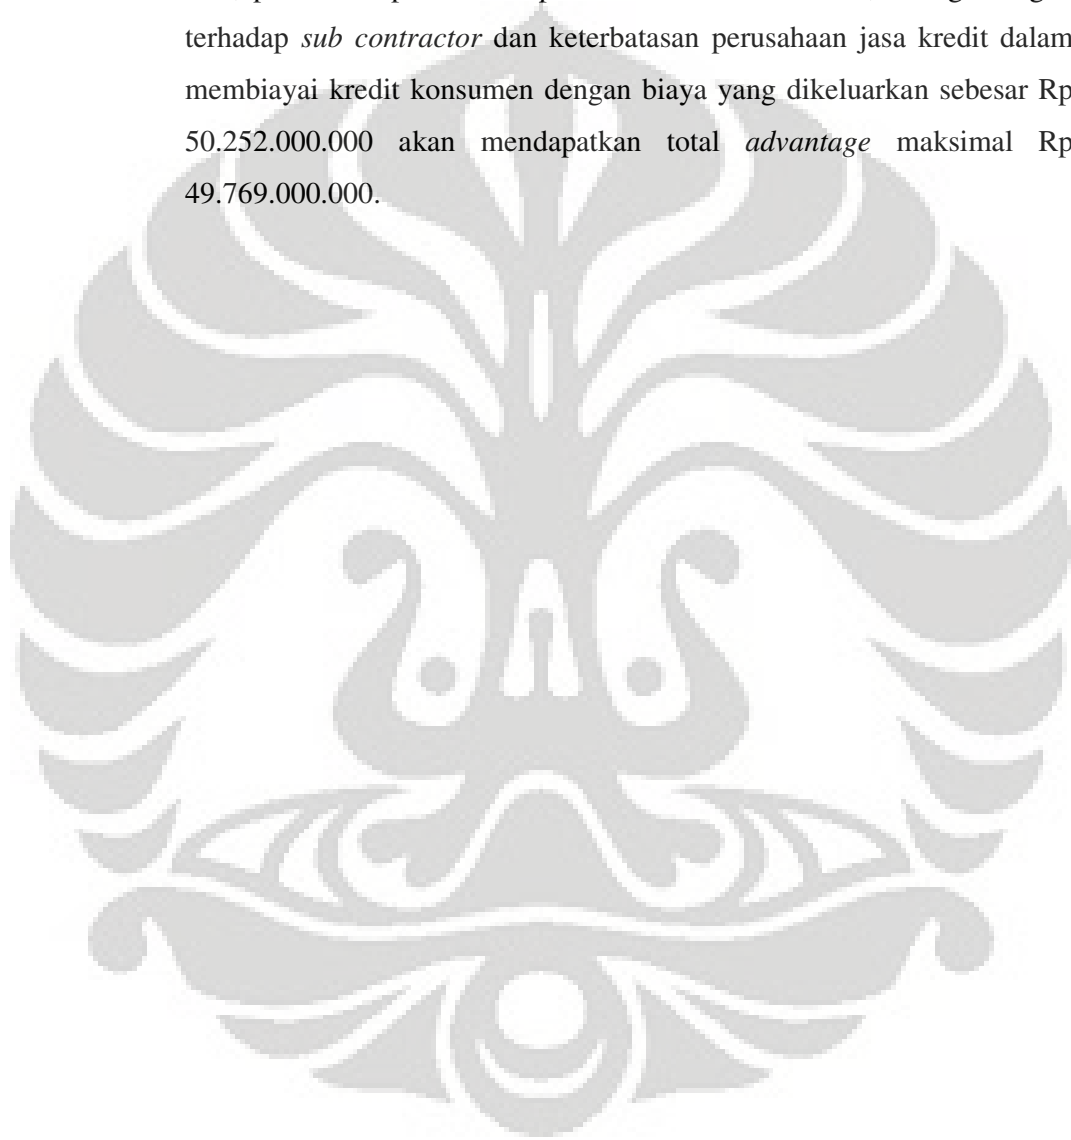 terhadap sub contractor dan keterbatasan perusahaan jasa kredit dalam
membiayai kredit konsumen dengan biaya yang dikeluarkan sebesar Rp
50.252.000.000 akan mendapatkan total advantage maksimal Rp
49.769.000.000.